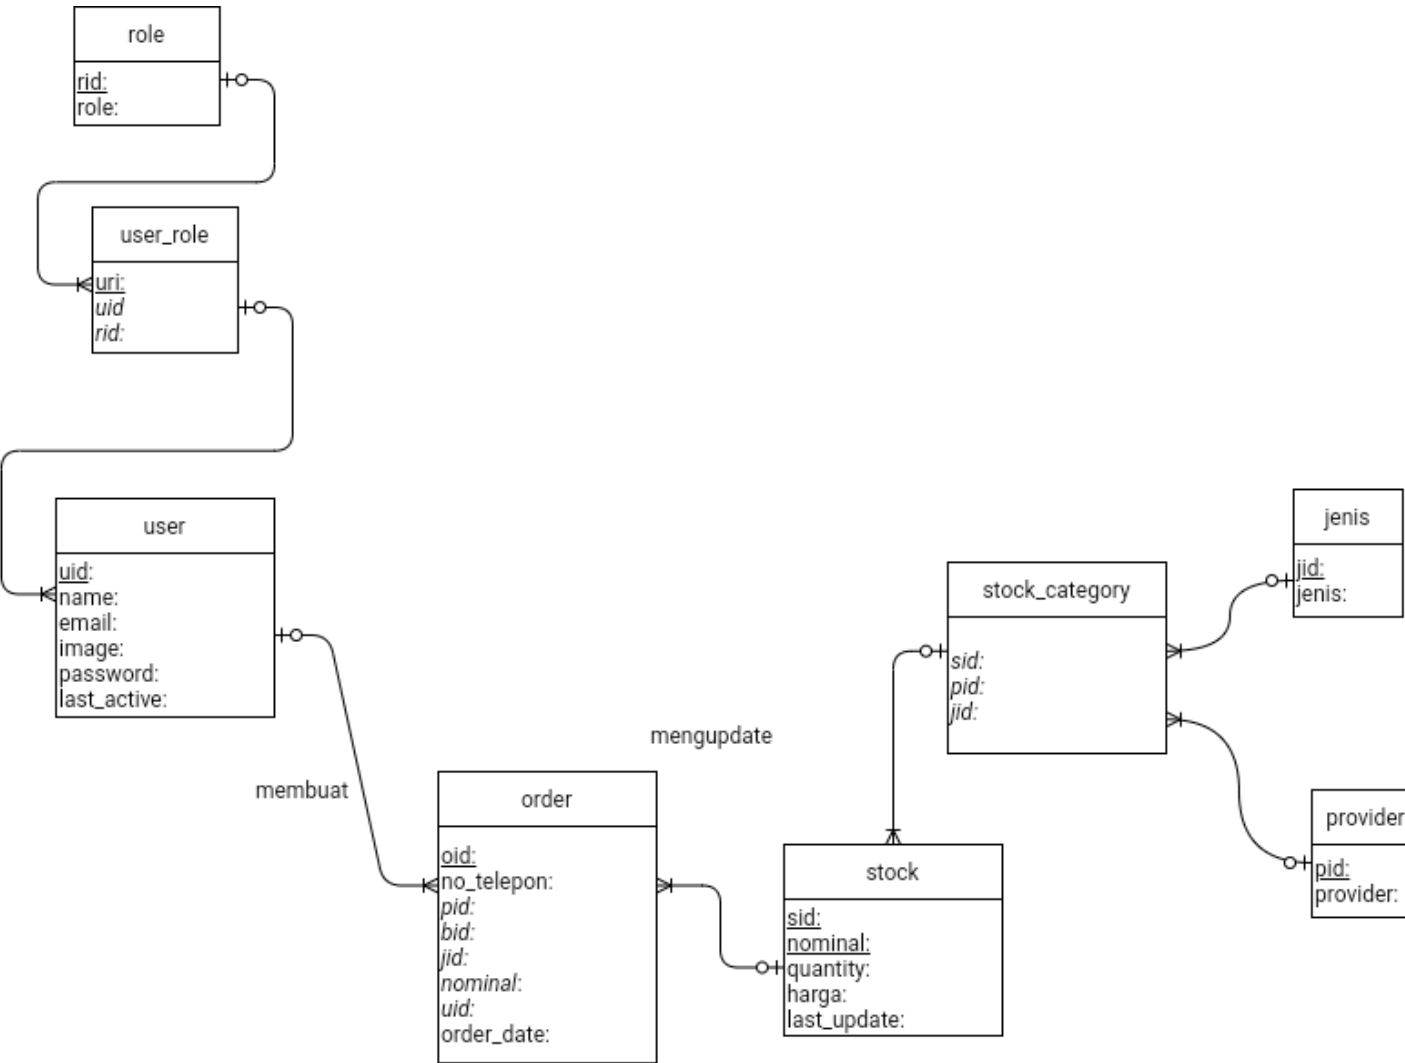 role
rid:
role:
user_role
uri:
uid
rid:
user
uid:
name:
email:
image:
password:
last_active:
membuat
order
oid:
no_telepon:
pid:
bid:
jid:
nominal:
uid:
order_date:
mengupdate
stock
sid:
nominal:
quantity:
harga:
last_update:
stock_category
sid:
pid:
jid:
jenis
jid:
jenis:
provider
pid:
provider: